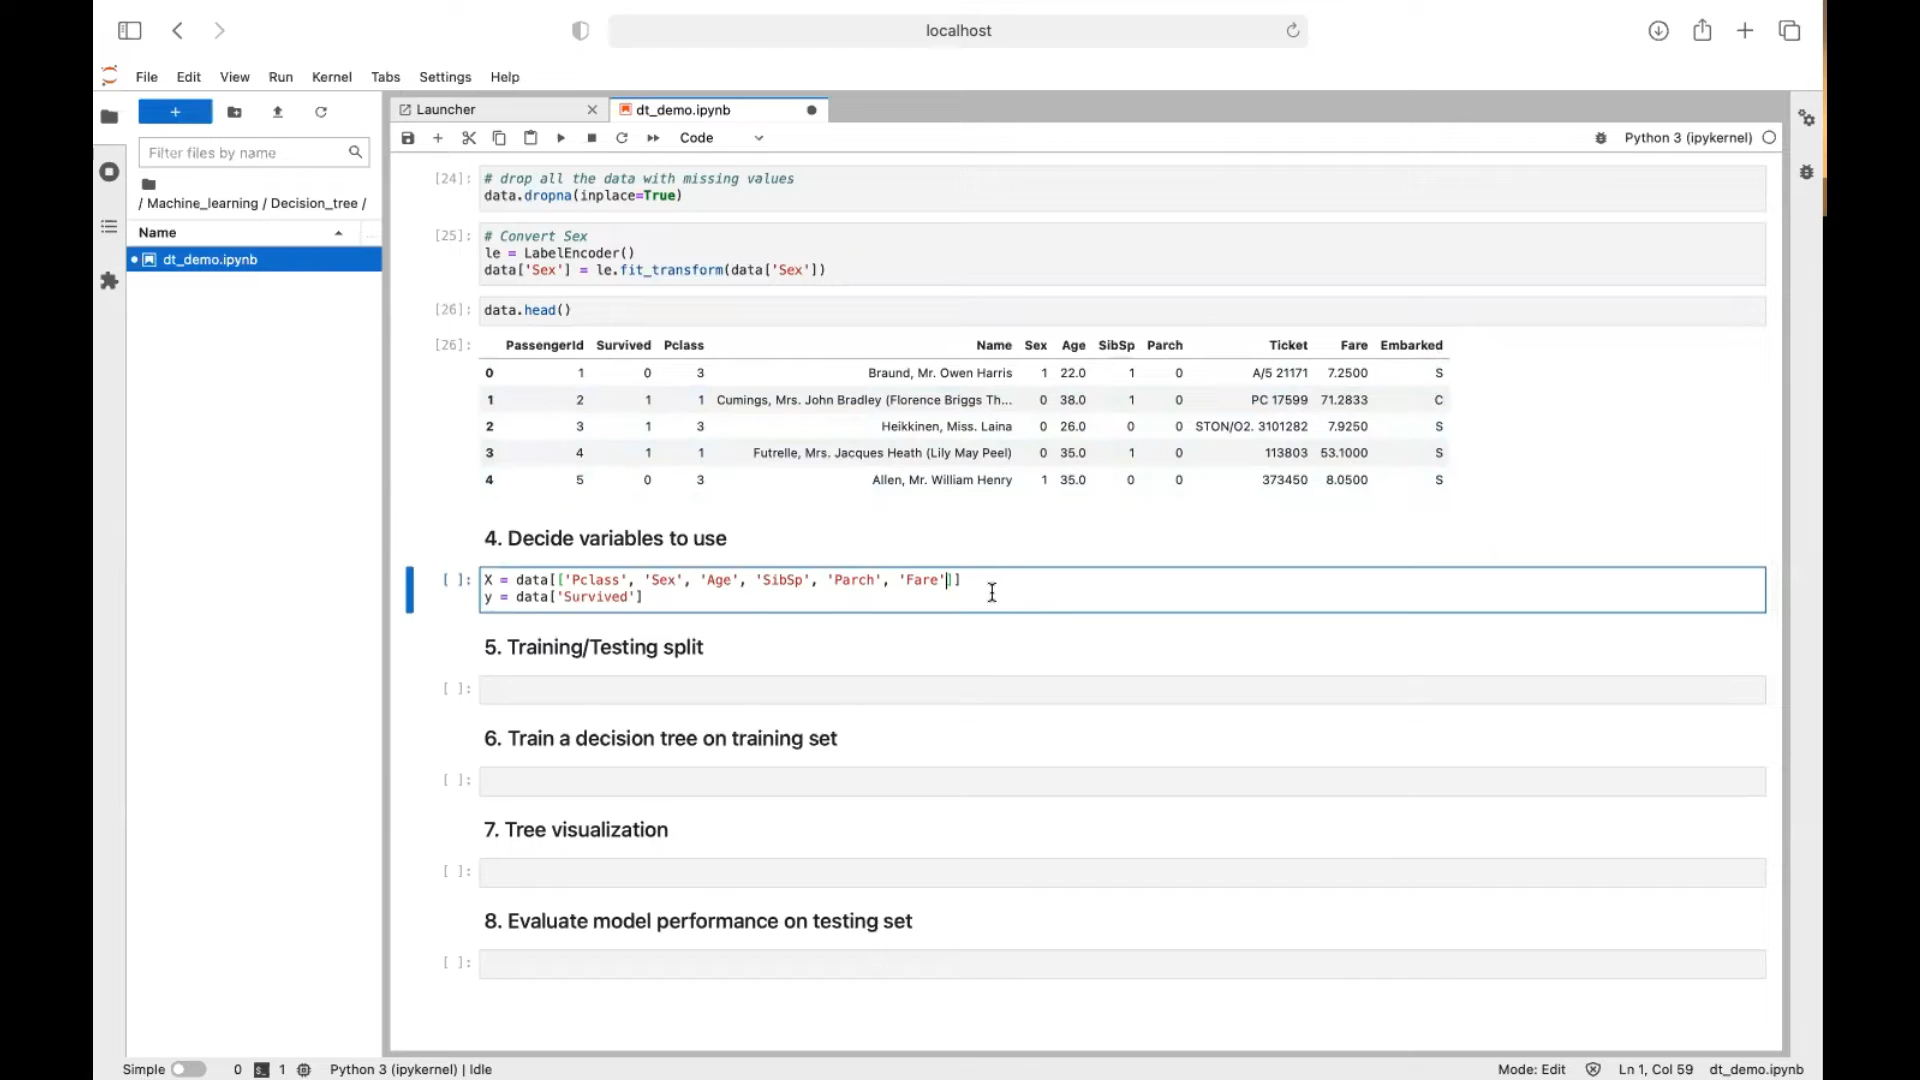 localhost
File Edit View Run Kernel Tabs Settings Help
+
Filter files by name
/ Machine_learning / Decision_tree /
Name
dt_demo.ipynb
Launcher
dt_demo.ipynb
Code
Python 3 (ipykernel)
[24]: # drop all the data with missing values
data.dropna(inplace=True)
[25]: # Convert Sex
le = LabelEncoder()
data['Sex'] = le.fit_transform(data['Sex'])
[26]: data.head()
[26]: PassengerId Survived Pclass Name Sex Age SibSp Parch Ticket Fare Embarked
0 1 0 3 Braund, Mr. Owen Harris 1 22.0 1 0 A/5 21171 7.2500 S
1 2 1 1 Cumings, Mrs. John Bradley (Florence Briggs Th... 0 38.0 1 0 PC 17599 71.2833 C
2 3 1 3 Heikkinen, Miss. Laina 0 26.0 0 0 STON/O2. 3101282 7.9250 S
3 4 1 1 Futrelle, Mrs. Jacques Heath (Lily May Peel) 0 35.0 1 0 113803 53.1000 S
4 5 0 3 Allen, Mr. William Henry 1 35.0 0 0 373450 8.0500 S
4. Decide variables to use
[ ]: X = data[['Pclass', 'Sex', 'Age', 'SibSp', 'Parch', 'Fare']]
y = data['Survived']
5. Training/Testing split
[ ]:
6. Train a decision tree on training set
[ ]:
7. Tree visualization
[ ]:
8. Evaluate model performance on testing set
[ ]:
Simple 0 1 Python 3 (ipykernel) | Idle Mode: Edit Ln 1, Col 59 dt_demo.ipynb